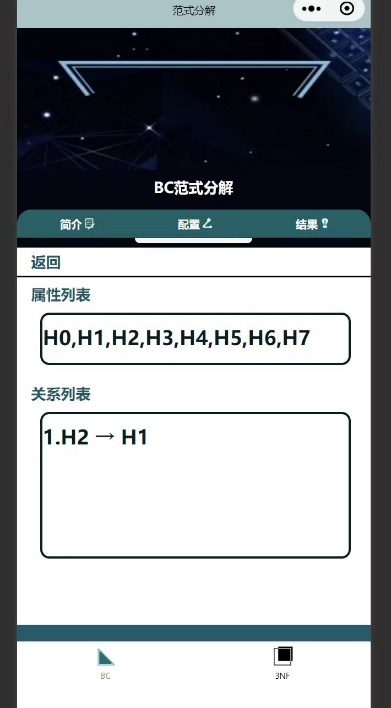 范式分解
BC范式分解
简介 配置 结果
返回
属性列表
H0,H1,H2,H3,H4,H5,H6,H7
关系列表
1.H2 → H1
BC 3NF